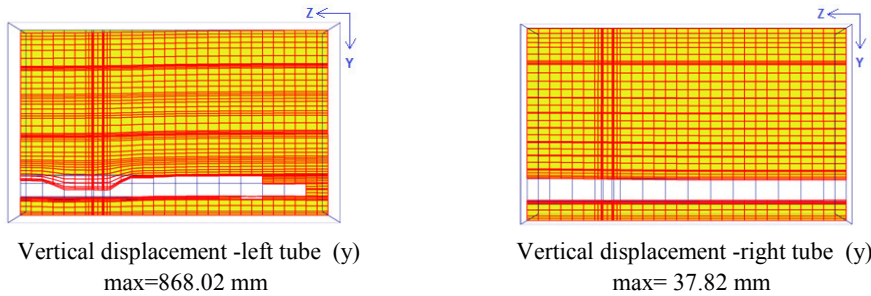 Z
Y
Z
Y
Vertical displacement -left tube (y)
max=868.02 mm
Vertical displacement -right tube (y)
max= 37.82 mm